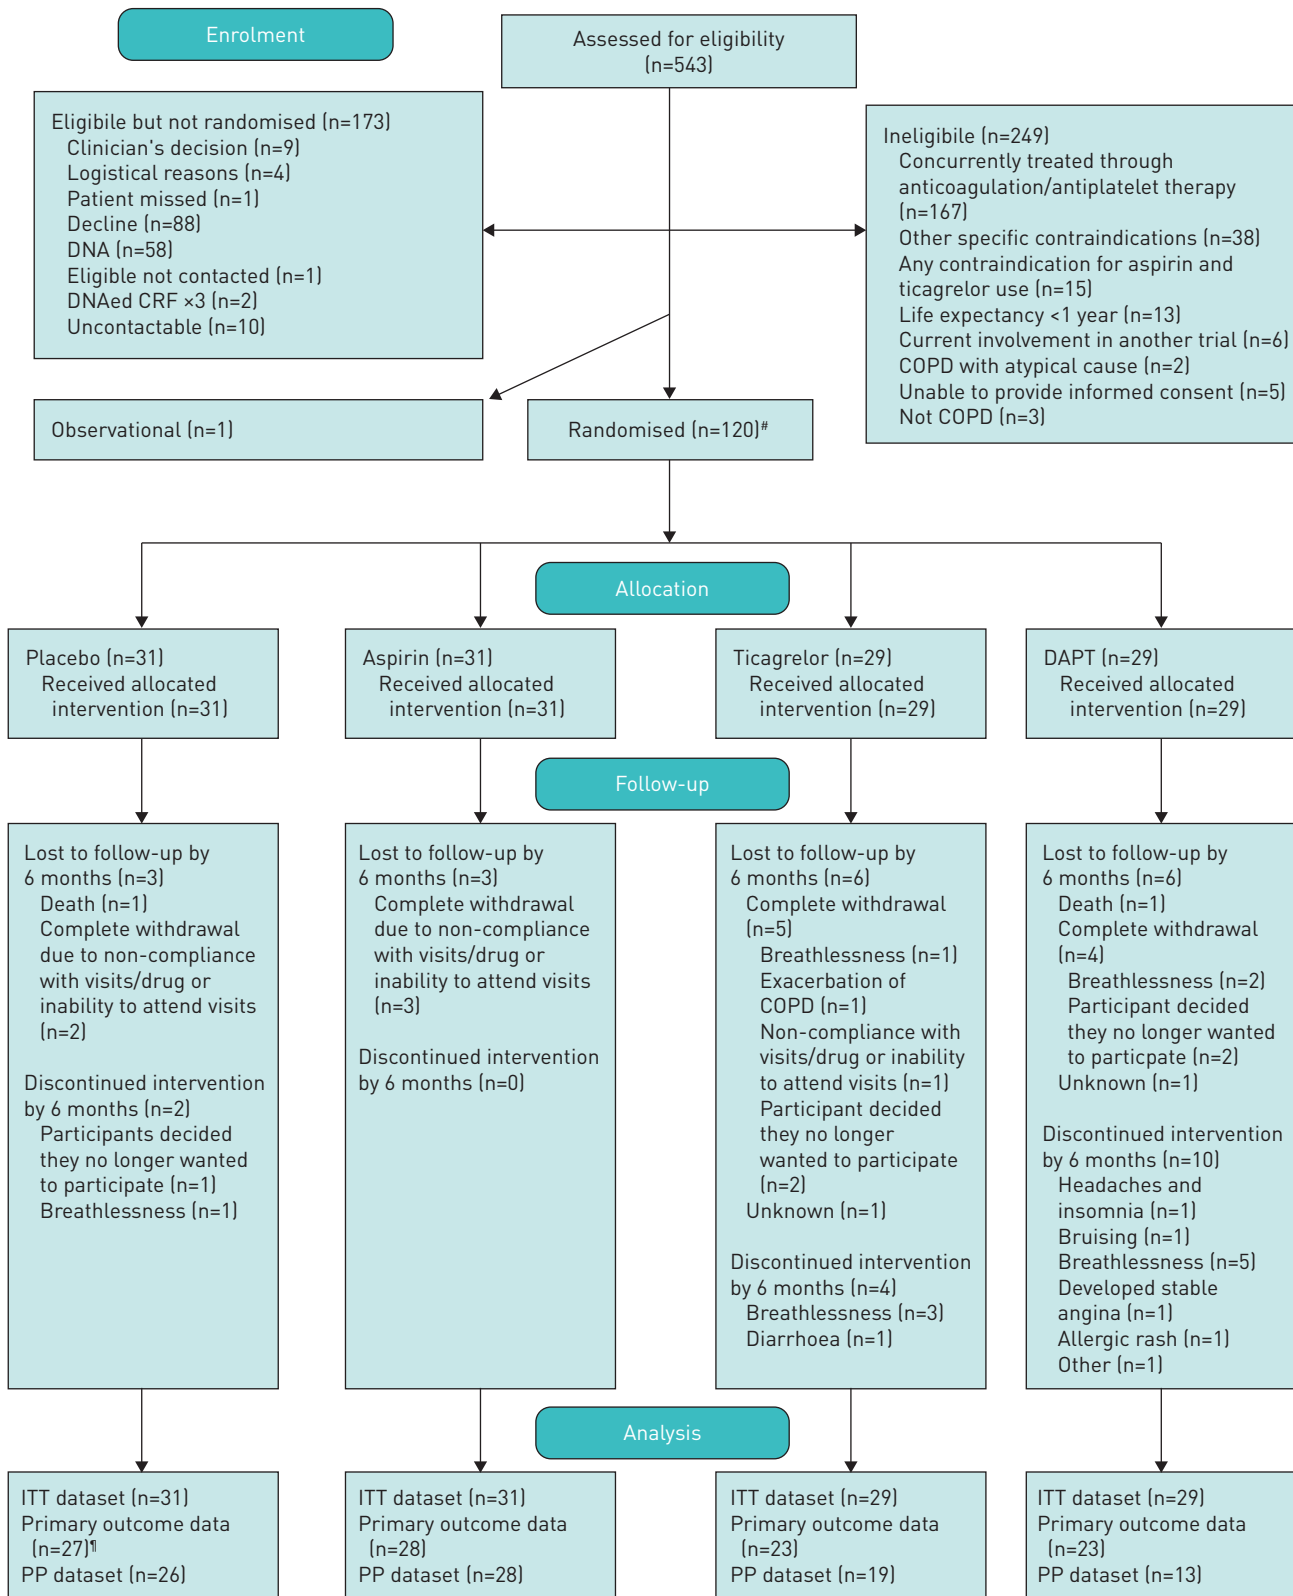 Enrolment
Assessed for eligibility
(n=543)
Eligibile but not randomised (n=173)
Clinician's decision (n=9)
Logistical reasons (n=4)
Patient missed (n=1)
Decline (n=88)
DNA (n=58)
Eligible not contacted (n=1)
DNAed CRF ×3 (n=2)
Uncontactable (n=10)
Ineligibile (n=249)
Concurrently treated through
anticoagulation/antiplatelet therapy
(n=167)
Other specific contraindications (n=38)
Any contraindication for aspirin and
ticagrelor use (n=15)
Life expectancy <1 year (n=13)
Current involvement in another trial (n=6)
COPD with atypical cause (n=2)
Unable to provide informed consent (n=5)
Not COPD (n=3)
Observational (n=1)
Randomised (n=120)#
Allocation
Placebo (n=31)
Received allocated
intervention (n=31)
Aspirin (n=31)
Received allocated
intervention (n=31)
Ticagrelor (n=29)
Received allocated
intervention (n=29)
DAPT (n=29)
Received allocated
intervention (n=29)
Follow-up
Lost to follow-up by
6 months (n=3)
Death (n=1)
Complete withdrawal
due to non-compliance
with visits/drug or
inability to attend visits
(n=2)
Discontinued intervention
by 6 months (n=2)
Participants decided
they no longer wanted
to participate (n=1)
Breathlessness (n=1)
Lost to follow-up by
6 months (n=3)
Complete withdrawal
due to non-compliance
with visits/drug or
inability to attend visits
(n=3)
Discontinued intervention
by 6 months (n=0)
Lost to follow-up by
6 months (n=6)
Complete withdrawal
(n=5)
Breathlessness (n=1)
Exacerbation of
COPD (n=1)
Non-compliance with
visits/drug or inability
to attend visits (n=1)
Participant decided
they no longer
wanted to participate
(n=2)
Unknown (n=1)
Discontinued intervention
by 6 months (n=4)
Breathlessness (n=3)
Diarrhoea (n=1)
Lost to follow-up by
6 months (n=6)
Death (n=1)
Complete withdrawal
(n=4)
Breathlessness (n=2)
Participant decided
they no longer wanted
to particpate (n=2)
Unknown (n=1)
Discontinued intervention
by 6 months (n=10)
Headaches and
insomnia (n=1)
Bruising (n=1)
Breathlessness (n=5)
Developed stable
angina (n=1)
Allergic rash (n=1)
Other (n=1)
Analysis
ITT dataset (n=31)
Primary outcome data
(n=27)¶
PP dataset (n=26)
ITT dataset (n=31)
Primary outcome data
(n=28)
PP dataset (n=28)
ITT dataset (n=29)
Primary outcome data
(n=23)
PP dataset (n=19)
ITT dataset (n=29)
Primary outcome data
(n=23)
PP dataset (n=13)